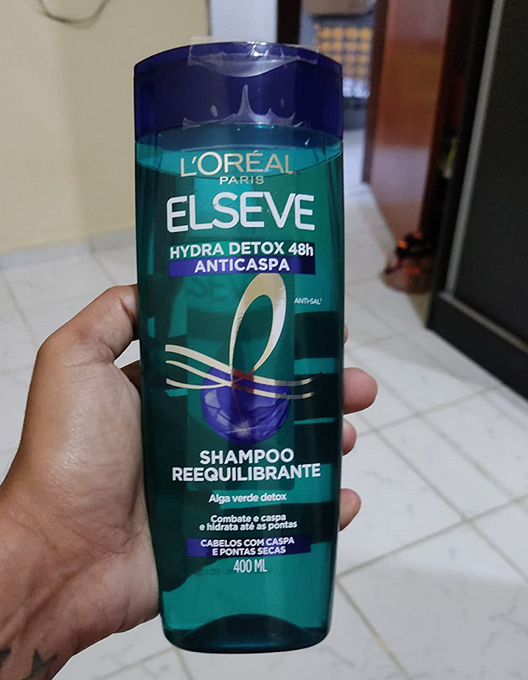 L'ORÉAL
PARIS
ELSEVE
HYDRA DETOX 48h
ANTICASPA
ANTI-SAL¹
SHAMPOO
REEQUILIBRANTE
Alga verde detox
Combate e caspa
e hidrata até as pontas
CABELOS COM CASPA
E PONTAS SECAS
400 ML